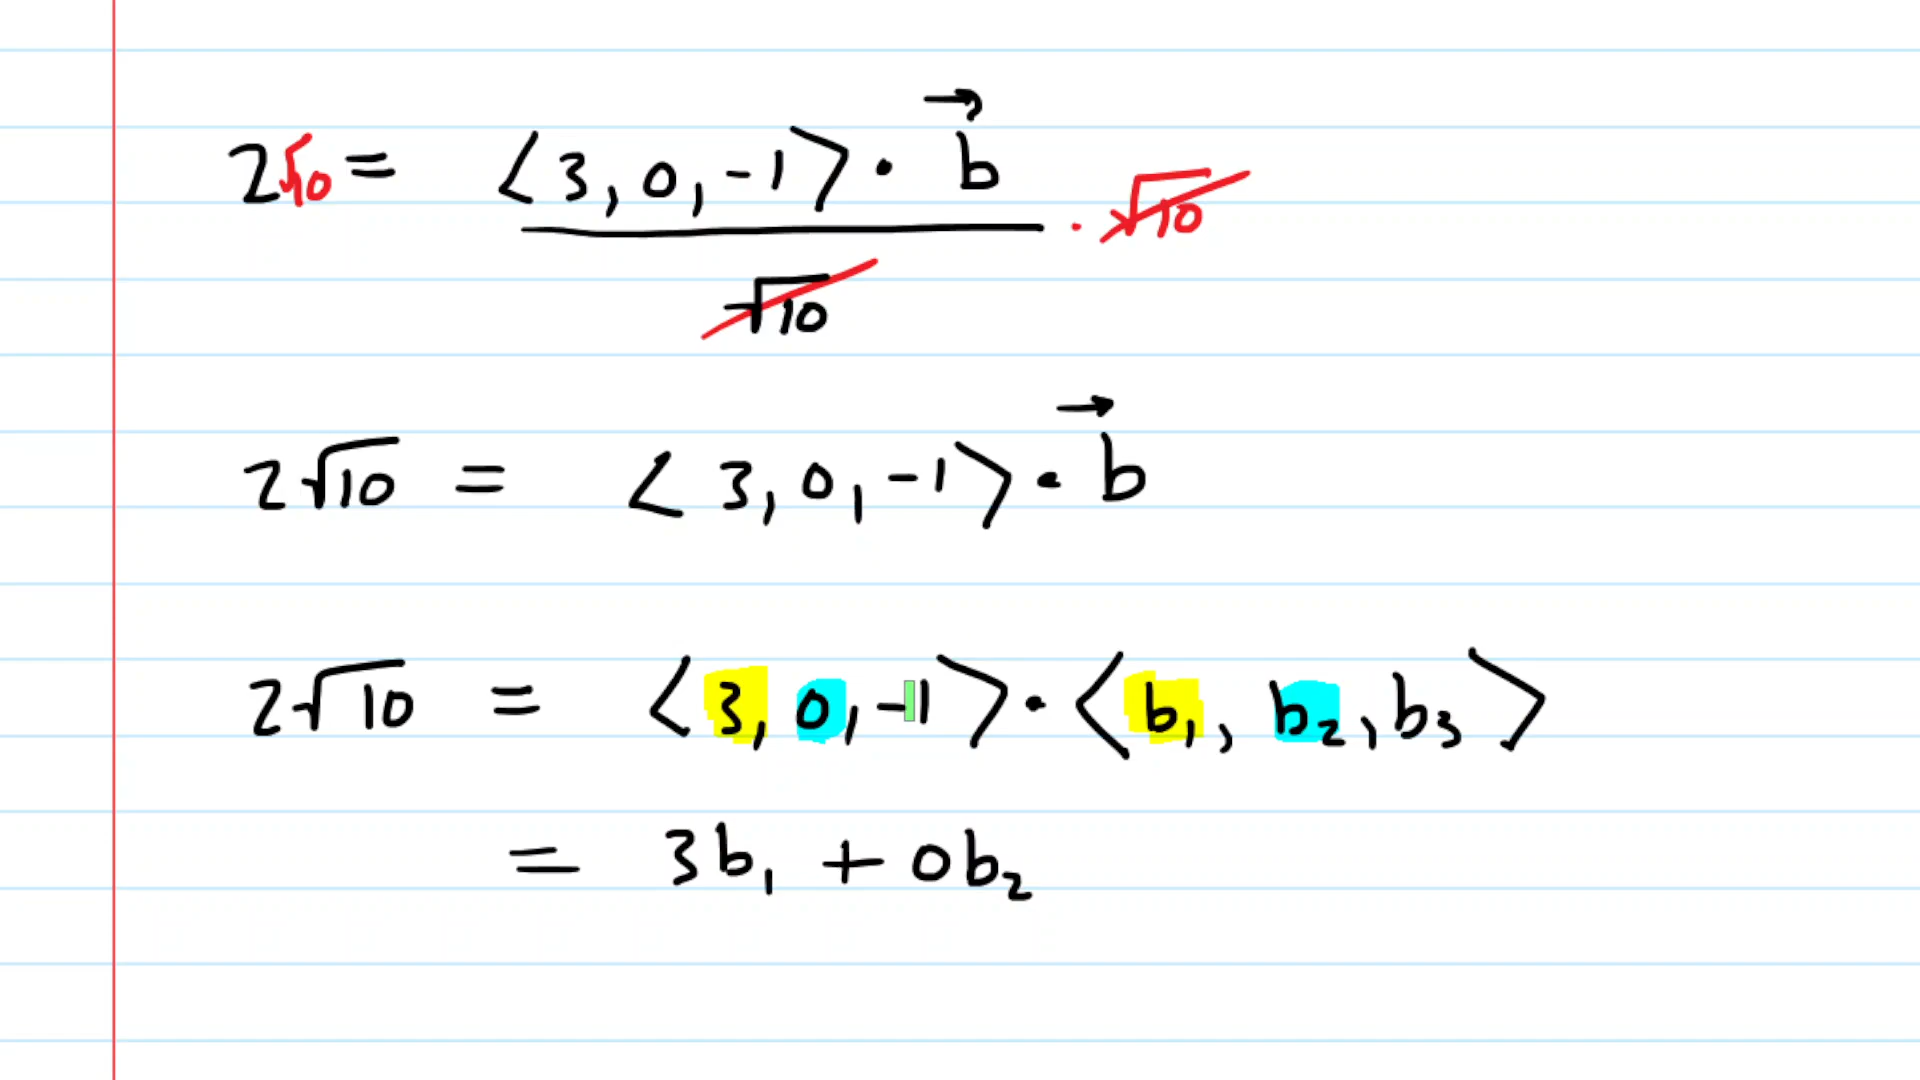 2√10 = <3, 0, -1> · b⃗ / √10 · √10
2√10 = <3, 0, -1> · b⃗
2√10 = <3, 0, -1> · <b₁, b₂, b₃>
= 3b₁ + 0b₂